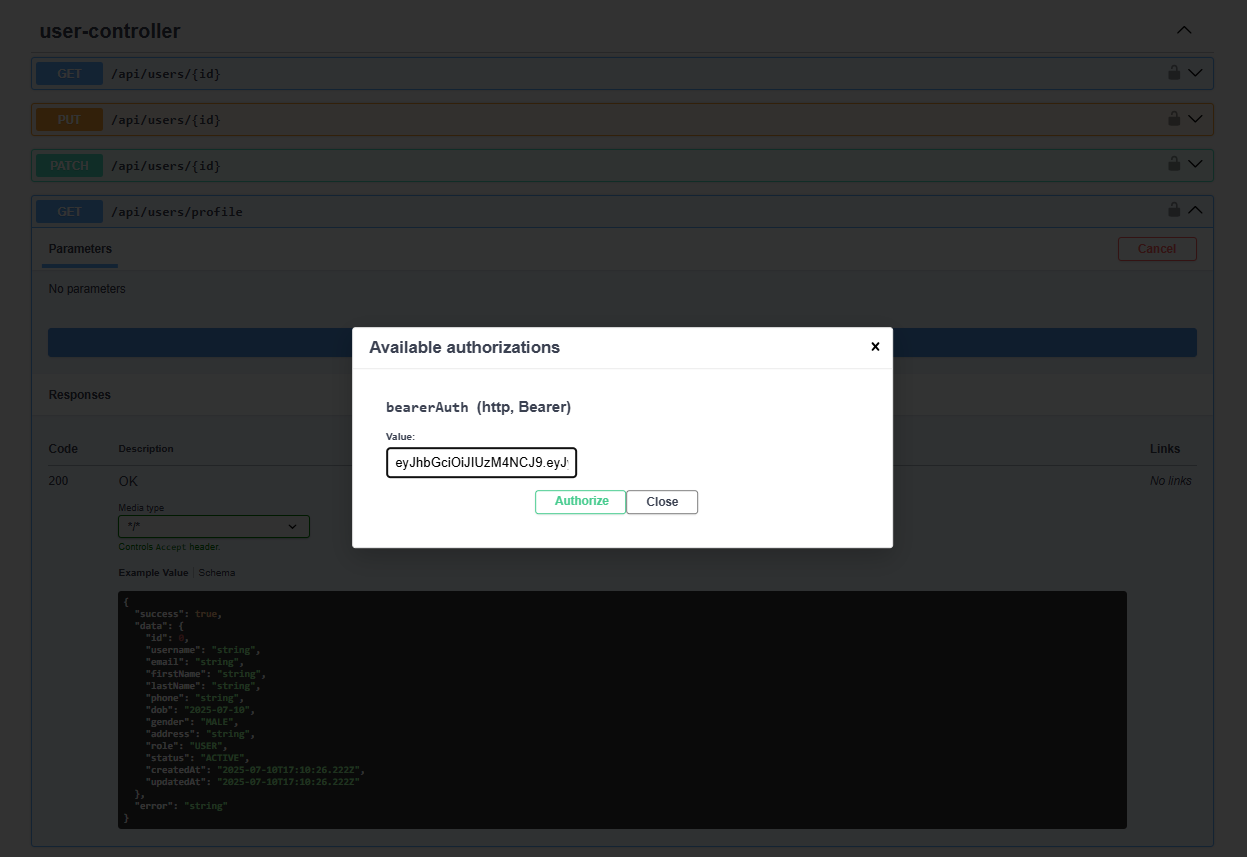 user-controller
GET /api/users/{id}
PUT /api/users/{id}
PATCH /api/users/{id}
GET /api/users/profile
Parameters Cancel
No parameters
Available authorizations ×
Responses
bearerAuth (http, Bearer)
Value:
Code Description Links
eyJhbGciOiJIUzM4NCJ9.eyJ
200 OK No links
Authorize Close
Media type
*/*
Controls Accept header.
Example Value | Schema
{
"success": true,
"data": {
"id": 0,
"username": "string",
"email": "string",
"firstName": "string",
"lastName": "string",
"phone": "string",
"dob": "2025-07-10",
"gender": "MALE",
"address": "string",
"role": "USER",
"status": "ACTIVE",
"createdAt": "2025-07-10T17:10:26.222Z",
"updatedAt": "2025-07-10T17:10:26.222Z"
},
"error": "string"
}